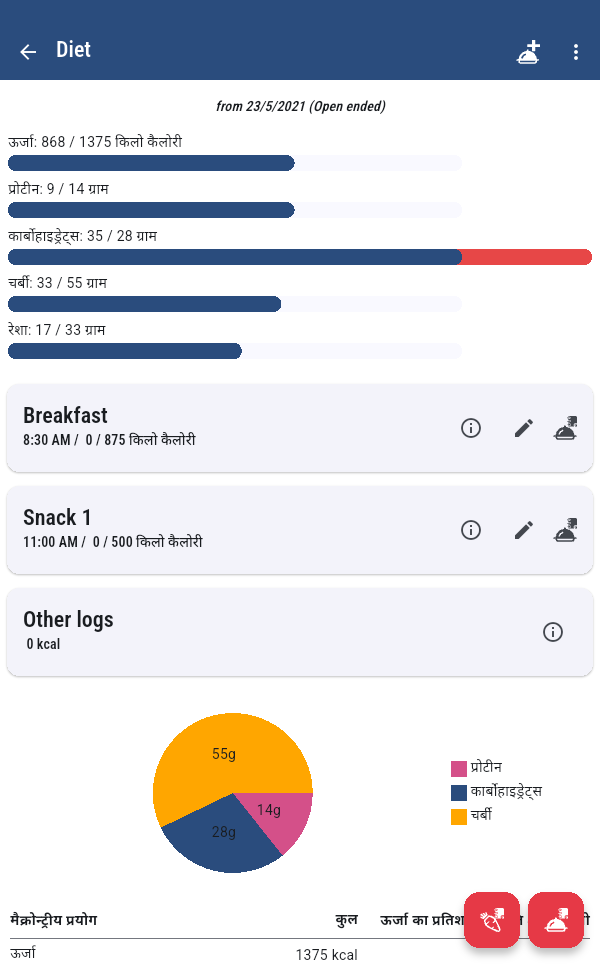 Diet
from 23/5/2021 (Open ended)
ऊर्जा: 868 / 1375 किलो कैलोरी
प्रोटीन: 9 / 14 ग्राम
कार्बोहाइड्रेट्स: 35 / 28 ग्राम
चर्बी: 33 / 55 ग्राम
रेशा: 17 / 33 ग्राम
Breakfast
8:30 AM / 0 / 875 किलो कैलोरी
Snack 1
11:00 AM / 0 / 500 किलो कैलोरी
Other logs
0 kcal
55g
14g
28g
प्रोटीन
कार्बोहाइड्रेट्स
चर्बी
मैक्रोन्ट्रीय प्रयोग कुल ऊर्जा का
ऊर्जा 1375 kcal